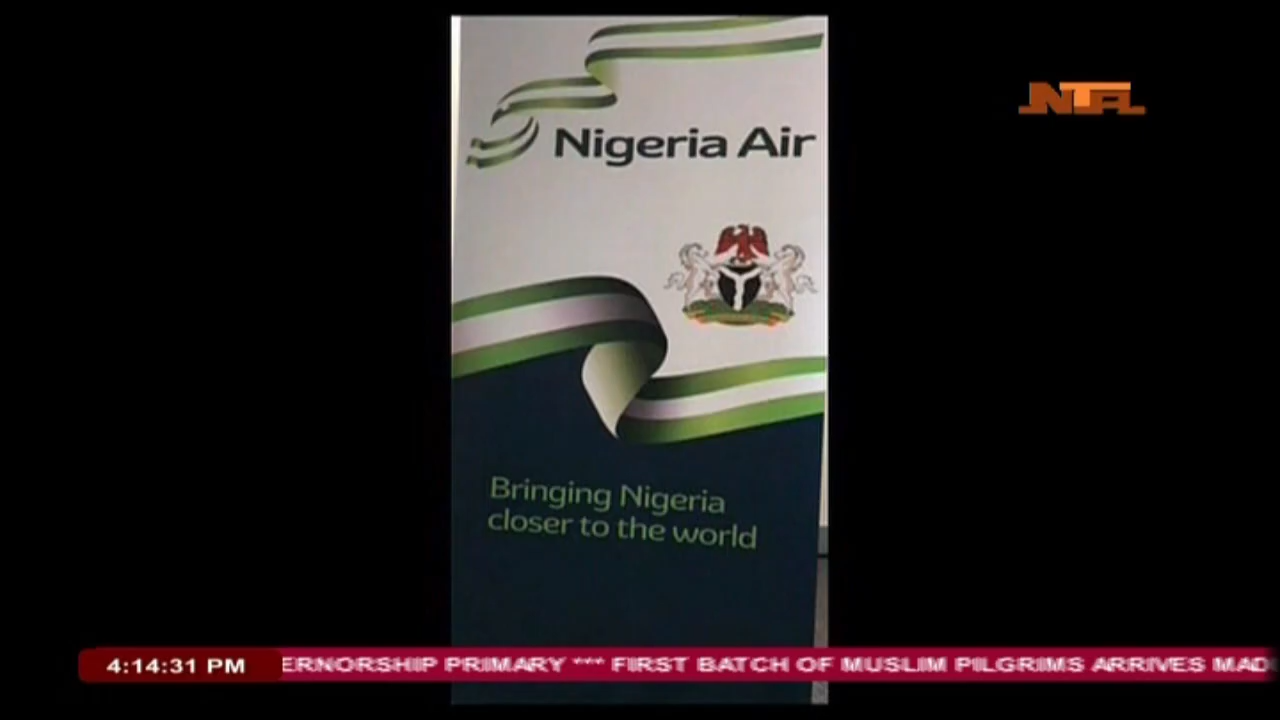 Nigeria Air
NTA
Bringing Nigeria
closer to the world
4:14:31 PM
ERNORSHIP PRIMARY *** FIRST BATCH OF MUSLIM PILGRIMS ARRIVES MAD